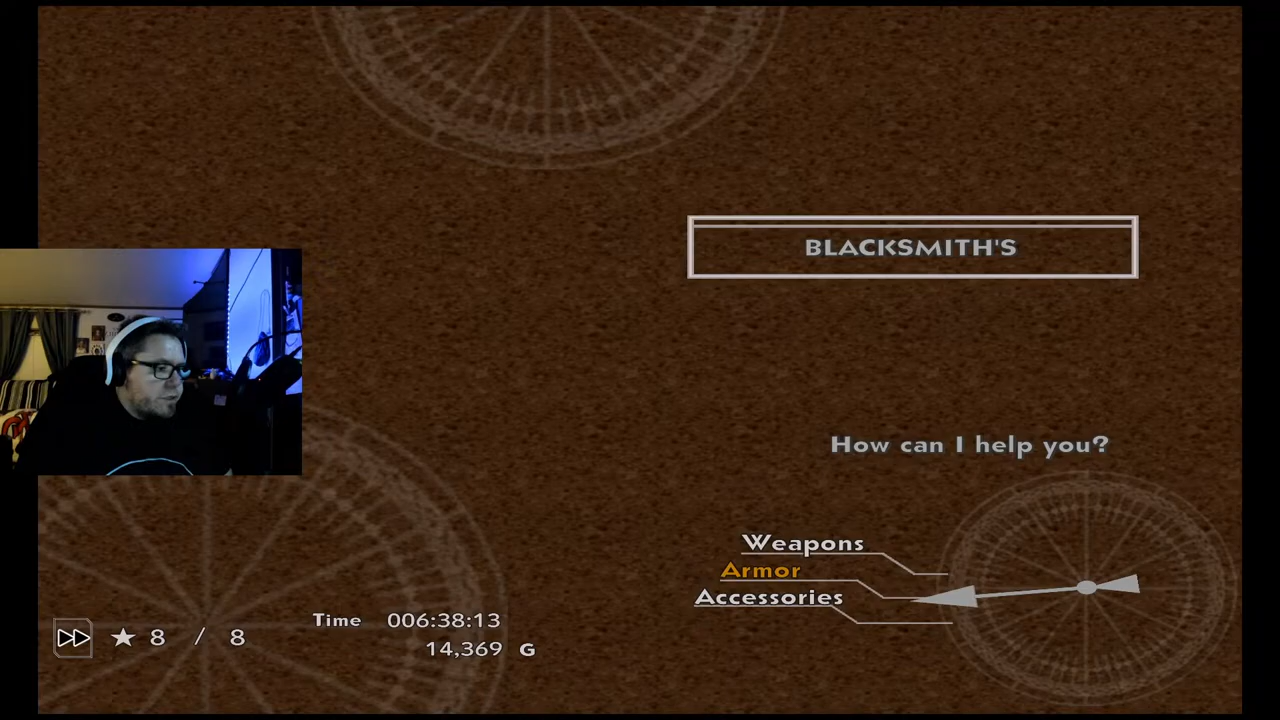 BLACKSMITH'S
How can I help you?
Weapons
Armor
Accessories
Time 006:38:13
14,369 G
★ 8 / 8